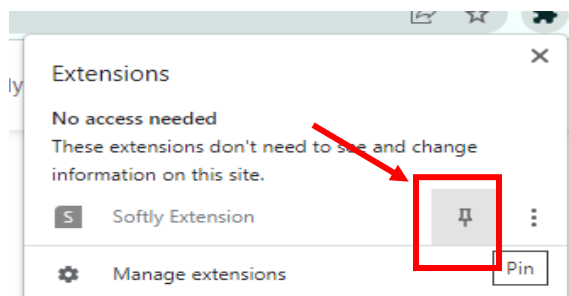 ly
Extensions
No access needed
These extensions don't need to see and change
information on this site.
S Softly Extension
Manage extensions
Pin